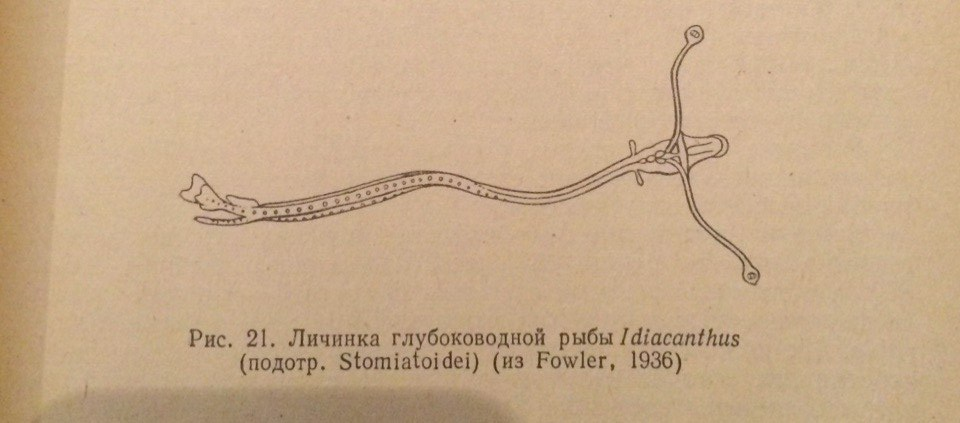 Рис. 21. Личинка глубоководной рыбы Idiacanthus
(подотр. Stomiatoidei) (из Fowler, 1936)